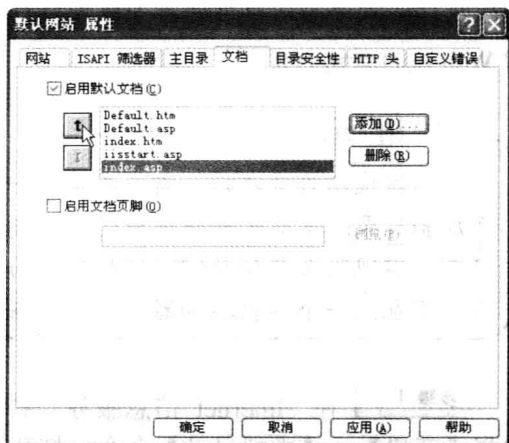 默认网站 属性
网站 ISAPI 筛选器 主目录 文档 目录安全性 HTTP 头 自定义错误
启用默认文档(C)
Default.htm
Default.asp
index.htm
iisstart.asp
index.asp
添加(D)...
删除(R)
启用文档页脚(O)
确定 取消 应用(A) 帮助